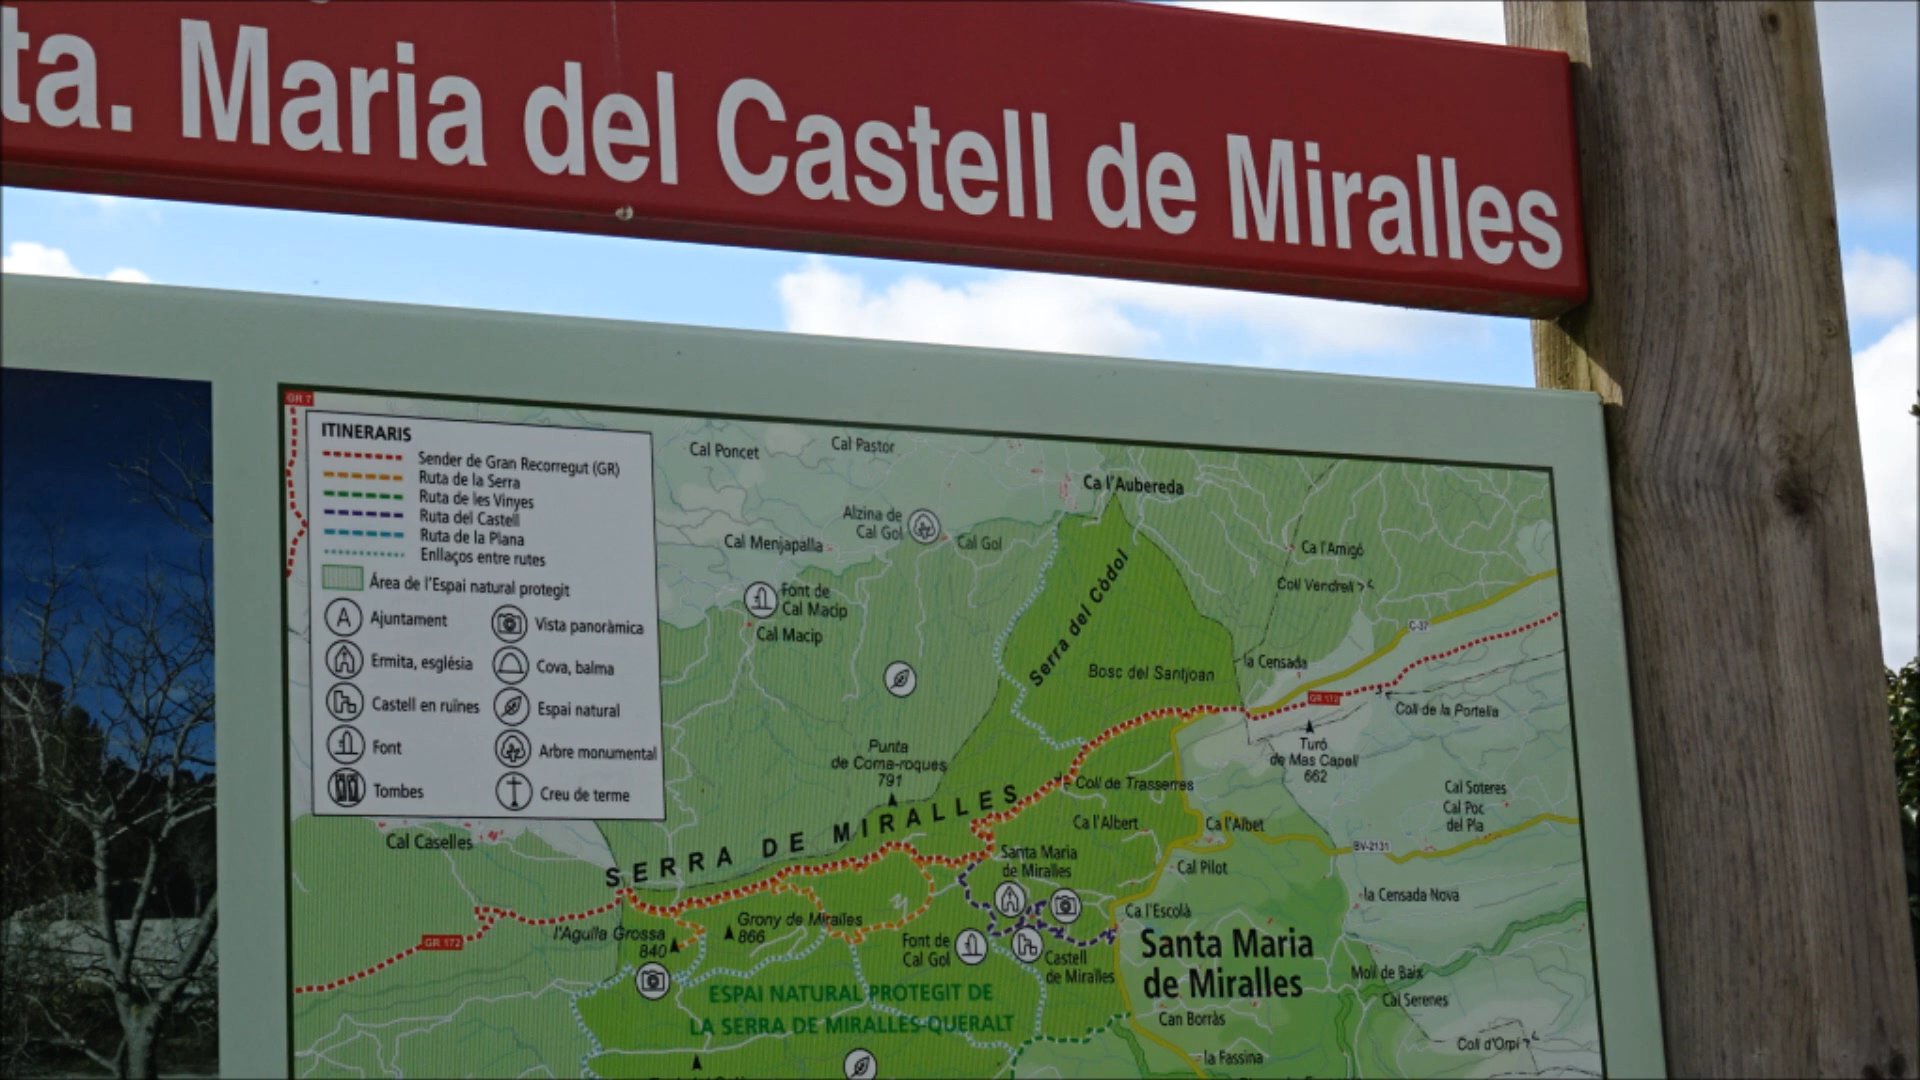 ta. Maria del Castell de Miralles
GR 7
ITINERARIS
Sender de Gran Recorregut (GR)
Ruta de la Serra
Ruta de les Vinyes
Ruta del Castell
Ruta de la Plana
Enllaços entre rutes
Área de l'Espai natural protegit
Ajuntament
Vista panoràmica
Ermita, església
Cova, balma
Castell en ruïnes
Espai natural
Font
Arbre monumental
Tombes
Creu de terme
Cal Poncet
Cal Pastor
Ca l'Aubereda
Alzina de
Cal Gol
Cal Gol
Cal Menjapalla
Ca l'Amigó
Coll Vendrell
Font de
Cal Macip
Cal Macip
Serra del Còdol
C-37
Bosc del Santjoan
la Censada
GR 172
Coll de la Portella
Punta
de Coma-roques
791
Turó
de Mas Capell
662
Coll de Trasserres
Cal Soteres
Cal Poc
del Pla
SERRA DE MIRALLES
Ca l'Albert
Ca l'Albet
BV-2131
Cal Caselles
Santa Maria
de Miralles
Cal Pilot
la Censada Nova
Ca l'Escolà
Grony de Miralles
866
l'Agulla Grossa
840
GR 172
Font de
Cal Gol
Castell
de Miralles
Santa Maria
de Miralles
Molí de Baix
Cal Serenes
ESPAI NATURAL PROTEGIT DE
LA SERRA DE MIRALLES-QUERALT
Can Borràs
Coll d'Orpí
la Fassina